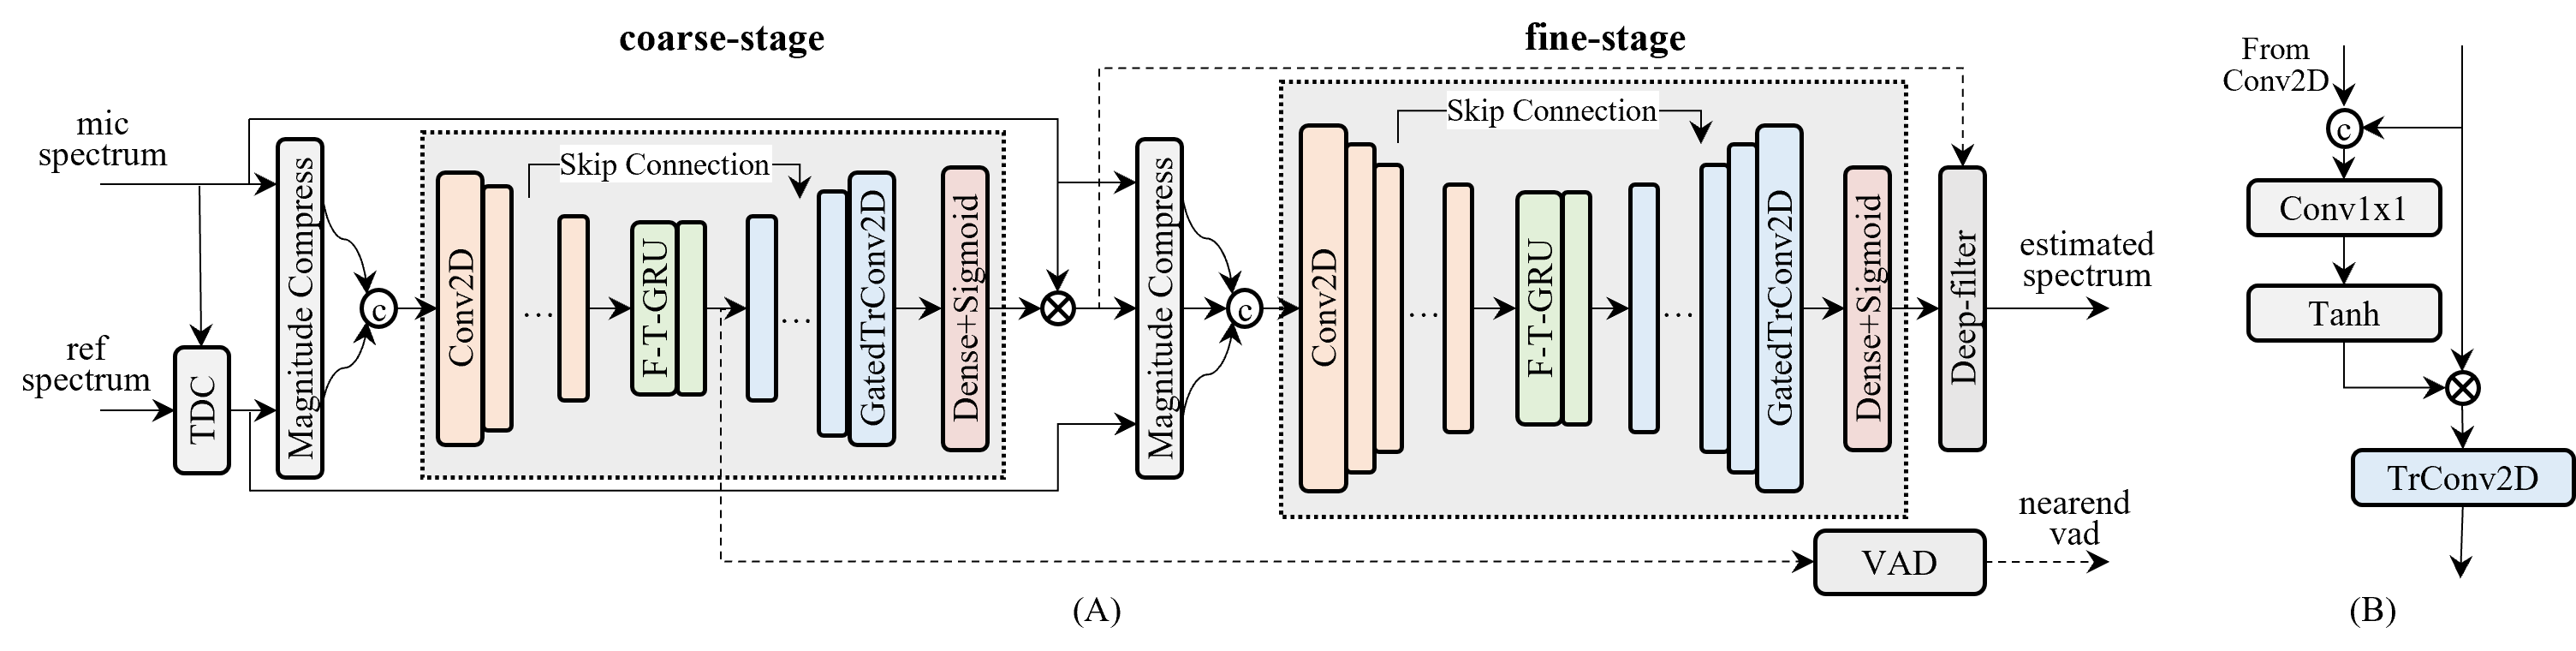 coarse-stage
fine-stage
mic
spectrum
ref
spectrum
TDC
Magnitude Compress
c
Conv2D
...
Skip Connection
F-T-GRU
...
GatedTrConv2D
Dense+Sigmoid
Magnitude Compress
c
Conv2D
...
Skip Connection
F-T-GRU
...
GatedTrConv2D
Dense+Sigmoid
Deep-filter
estimated
spectrum
VAD
nearend
vad
(A)
From
Conv2D
c
Conv1x1
Tanh
TrConv2D
(B)